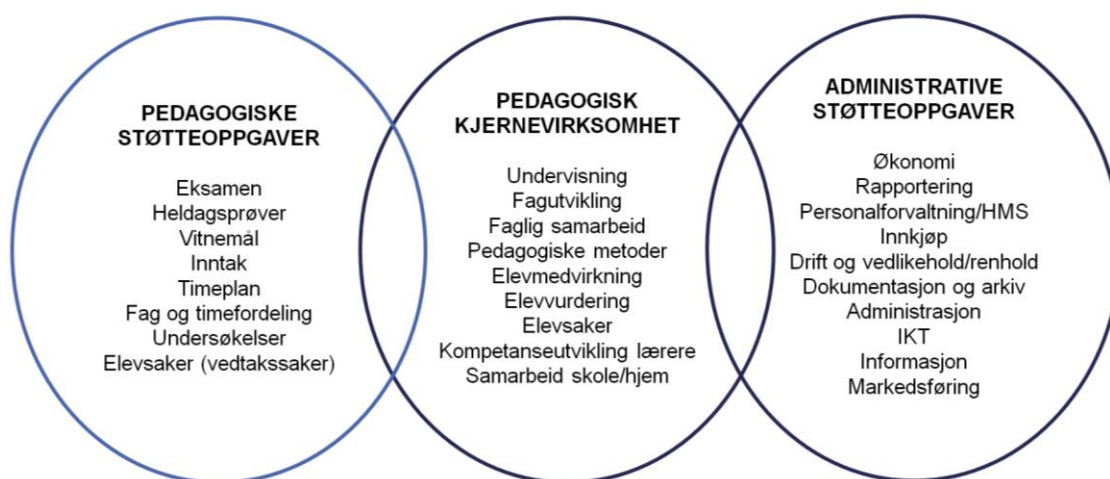 PEDAGOGISKE
STØTTEOPPGAVER
Eksamen
Heldagsprøver
Vitnemål
Inntak
Timeplan
Fag og timefordeling
Undersøkelser
Elevsaker (vedtakssaker)
PEDAGOGISK
KJERNEVIRKSOMHET
Undervisning
Fagutvikling
Faglig samarbeid
Pedagogiske metoder
Elevmedvirkning
Elevvurdering
Elevsaker
Kompetanseutvikling lærere
Samarbeid skole/hjem
ADMINISTRATIVE
STØTTEOPPGAVER
Økonomi
Rapportering
Personalforvaltning/HMS
Innkjøp
Drift og vedlikehold/renhold
Dokumentasjon og arkiv
Administrasjon
IKT
Informasjon
Markedsføring